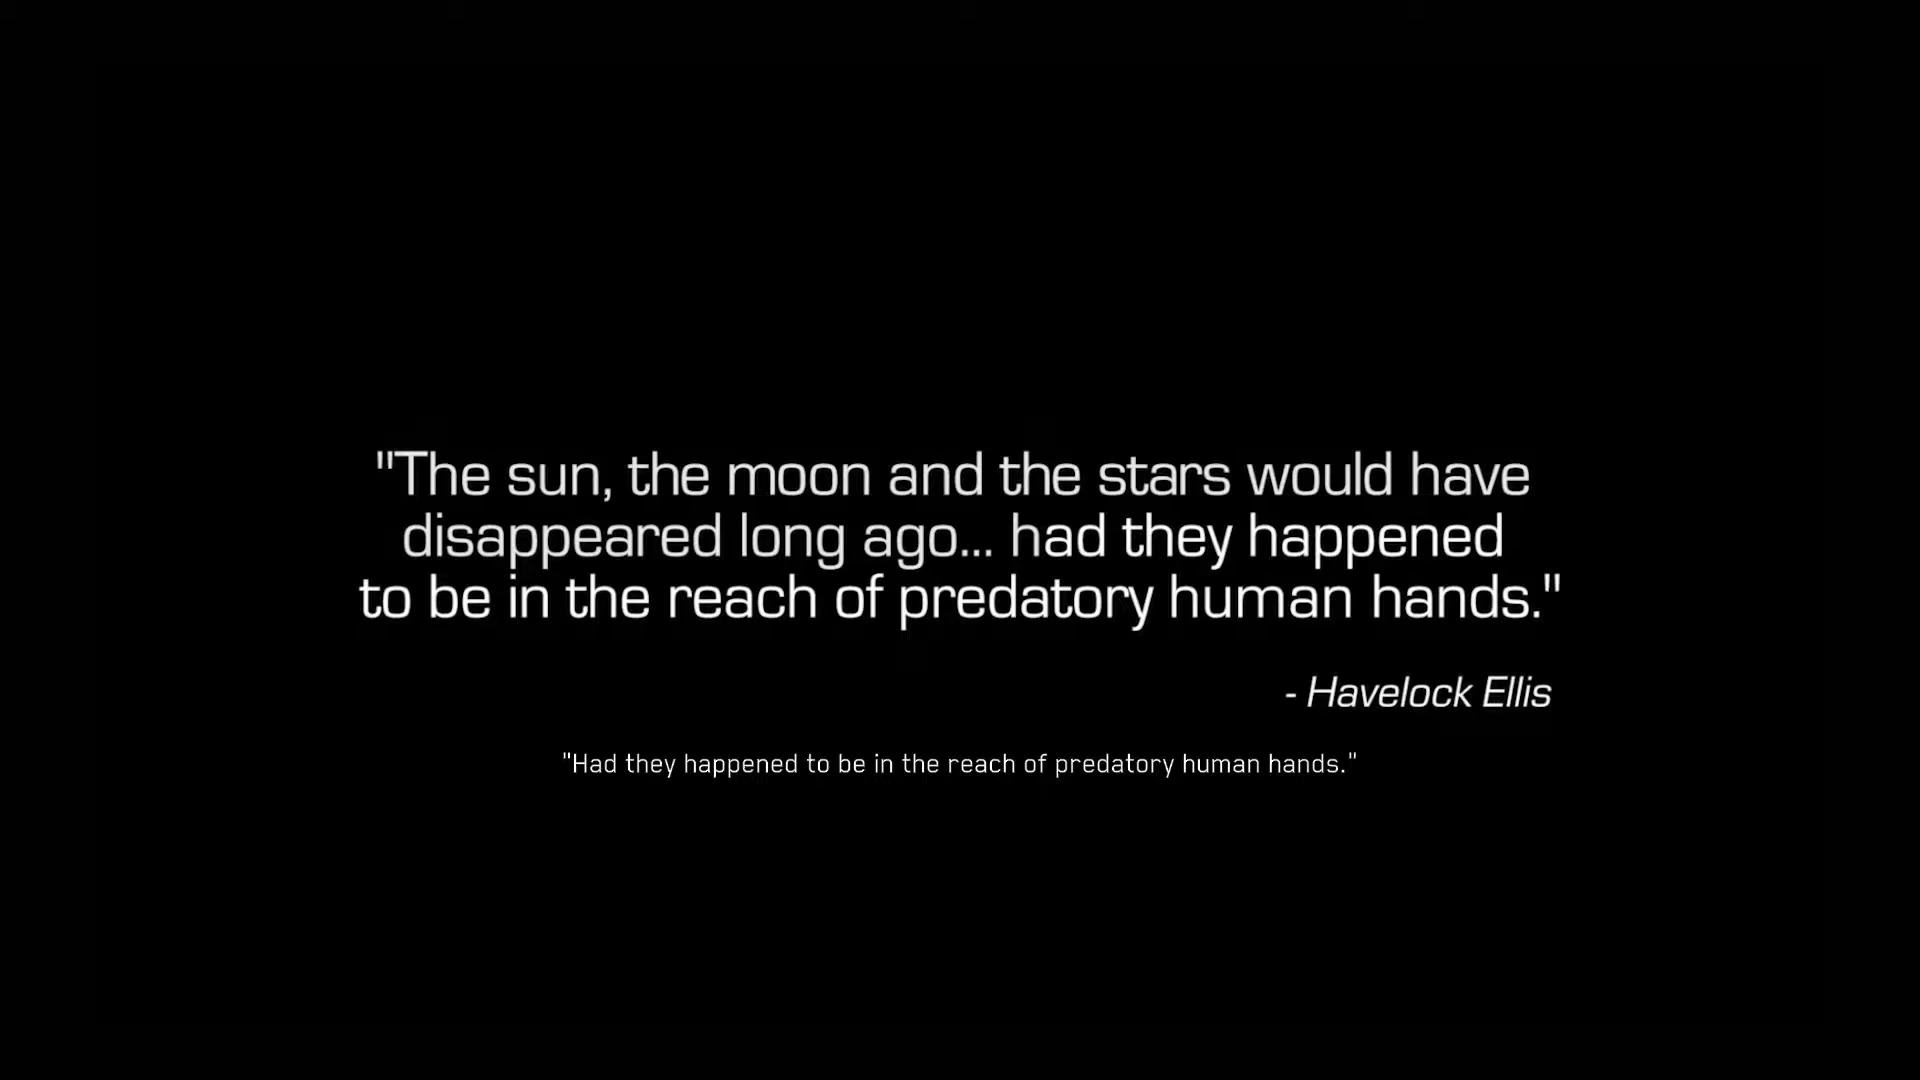 "The sun, the moon and the stars would have
disappeared long ago... had they happened
to be in the reach of predatory human hands."
- Havelock Ellis
"Had they happened to be in the reach of predatory human hands."